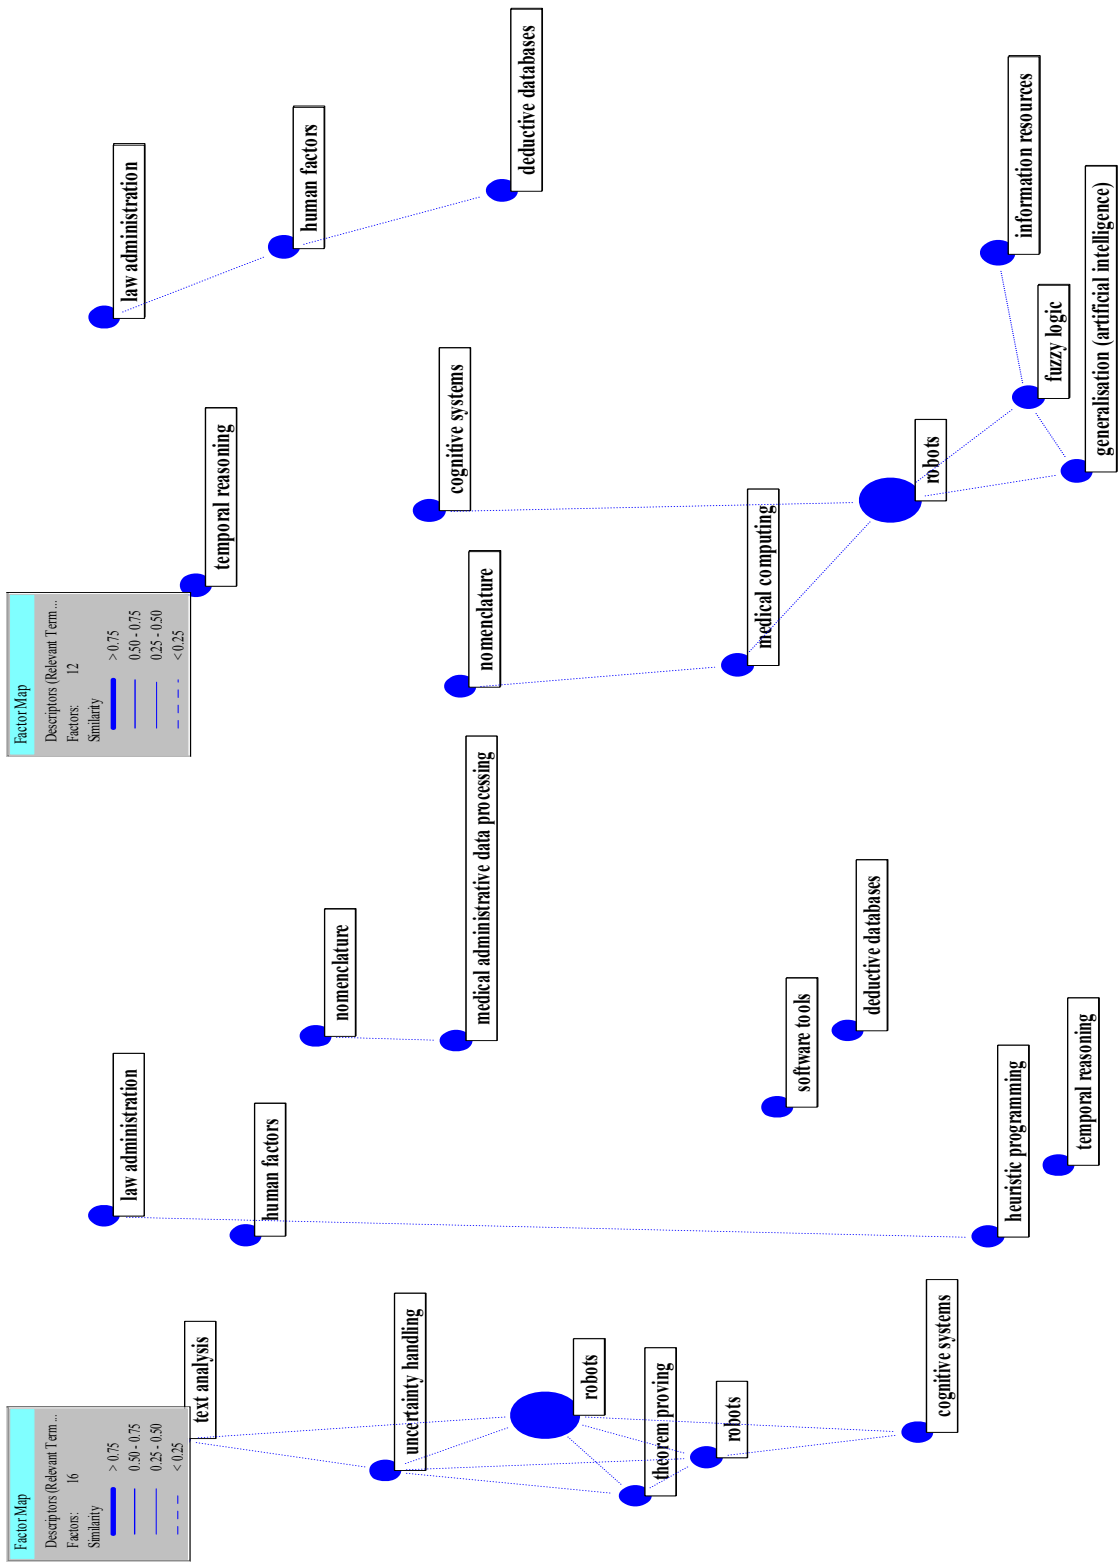 Factor Map
Descriptors (Relevant Term ...
Factors: 16
Similarity
> 0.75
0.50 - 0.75
0.25 - 0.50
< 0.25
text analysis
uncertainty handling
robots
theorem proving
robots
cognitive systems
law administration
human factors
heuristic programming
temporal reasoning
software tools
deductive databases
nomenclature
medical administrative data processing
Factor Map
Descriptors (Relevant Term ...
Factors: 12
Similarity
> 0.75
0.50 - 0.75
0.25 - 0.50
< 0.25
temporal reasoning
nomenclature
medical computing
cognitive systems
robots
law administration
human factors
deductive databases
information resources
fuzzy logic
generalisation (artificial intelligence)